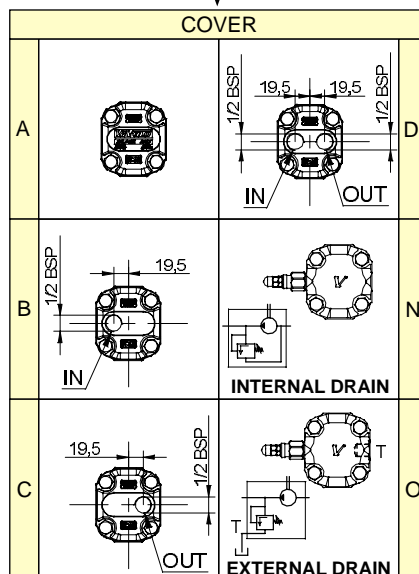 COVER
A
19,5 19,5
1/2 BSP
1/2 BSP
IN
OUT
D
B
19,5
1/2 BSP
IN
INTERNAL DRAIN
N
C
19,5
1/2 BSP
OUT
T
T
EXTERNAL DRAIN
O